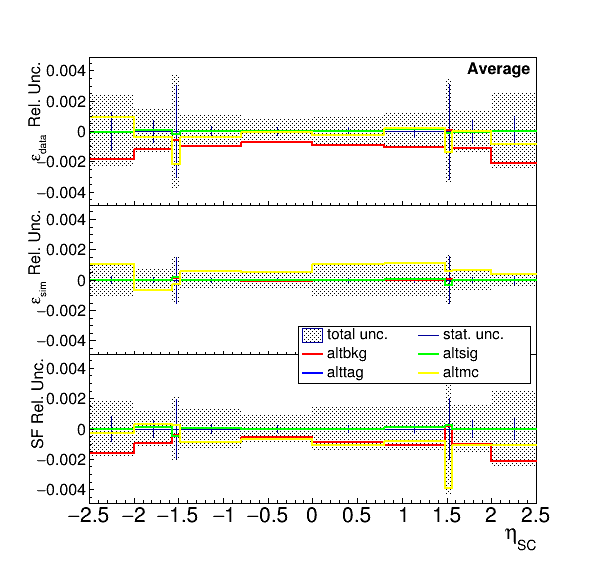 Average
ε_data Rel. Unc.
0.004
0.002
0
−0.002
−0.004
ε_sim Rel. Unc.
0.004
0.002
0
−0.002
−0.004
total unc. stat. unc.
altbkg altsig
alttag altmc
SF Rel. Unc.
0.004
0.002
0
−0.002
−0.004
−2.5 −2 −1.5 −1 −0.5 0 0.5 1 1.5 2 2.5
η_SC